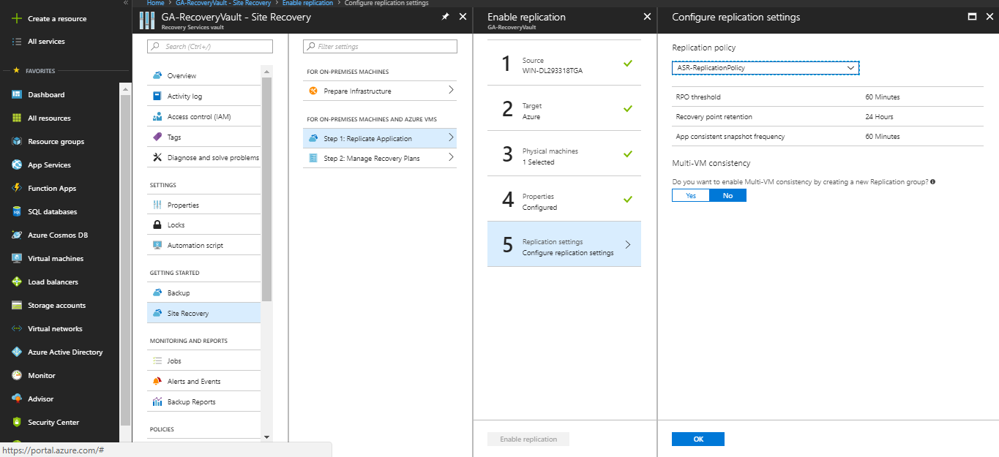 Home > GA-RecoveryVault - Site Recovery > Enable replication > Configure replication settings
Create a resource
All services
FAVORITES
Dashboard
All resources
Resource groups
App Services
Function Apps
SQL databases
Azure Cosmos DB
Virtual machines
Load balancers
Storage accounts
Virtual networks
Azure Active Directory
Monitor
Advisor
Security Center
https://portal.azure.com/#
GA-RecoveryVault - Site Recovery
Recovery Services vault
Search (Ctrl+/)
Overview
Activity log
Access control (IAM)
Tags
Diagnose and solve problems
SETTINGS
Properties
Locks
Automation script
GETTING STARTED
Backup
Site Recovery
MONITORING AND REPORTS
Jobs
Alerts and Events
Backup Reports
POLICIES
Filter settings
FOR ON-PREMISES MACHINES
Prepare Infrastructure
FOR ON-PREMISES MACHINES AND AZURE VMS
Step 1: Replicate Application
Step 2: Manage Recovery Plans
Enable replication
GA-RecoveryVault
1
Source
WIN-DL293318TGA
2
Target
Azure
3
Physical machines
1 Selected
4
Properties
Configured
5
Replication settings
Configure replication settings
Enable replication
Configure replication settings
Replication policy
ASR-ReplicationPolicy
RPO threshold 60 Minutes
Recovery point retention 24 Hours
App consistent snapshot frequency 60 Minutes
Multi-VM consistency
Do you want to enable Multi-VM consistency by creating a new Replication group?
Yes No
OK